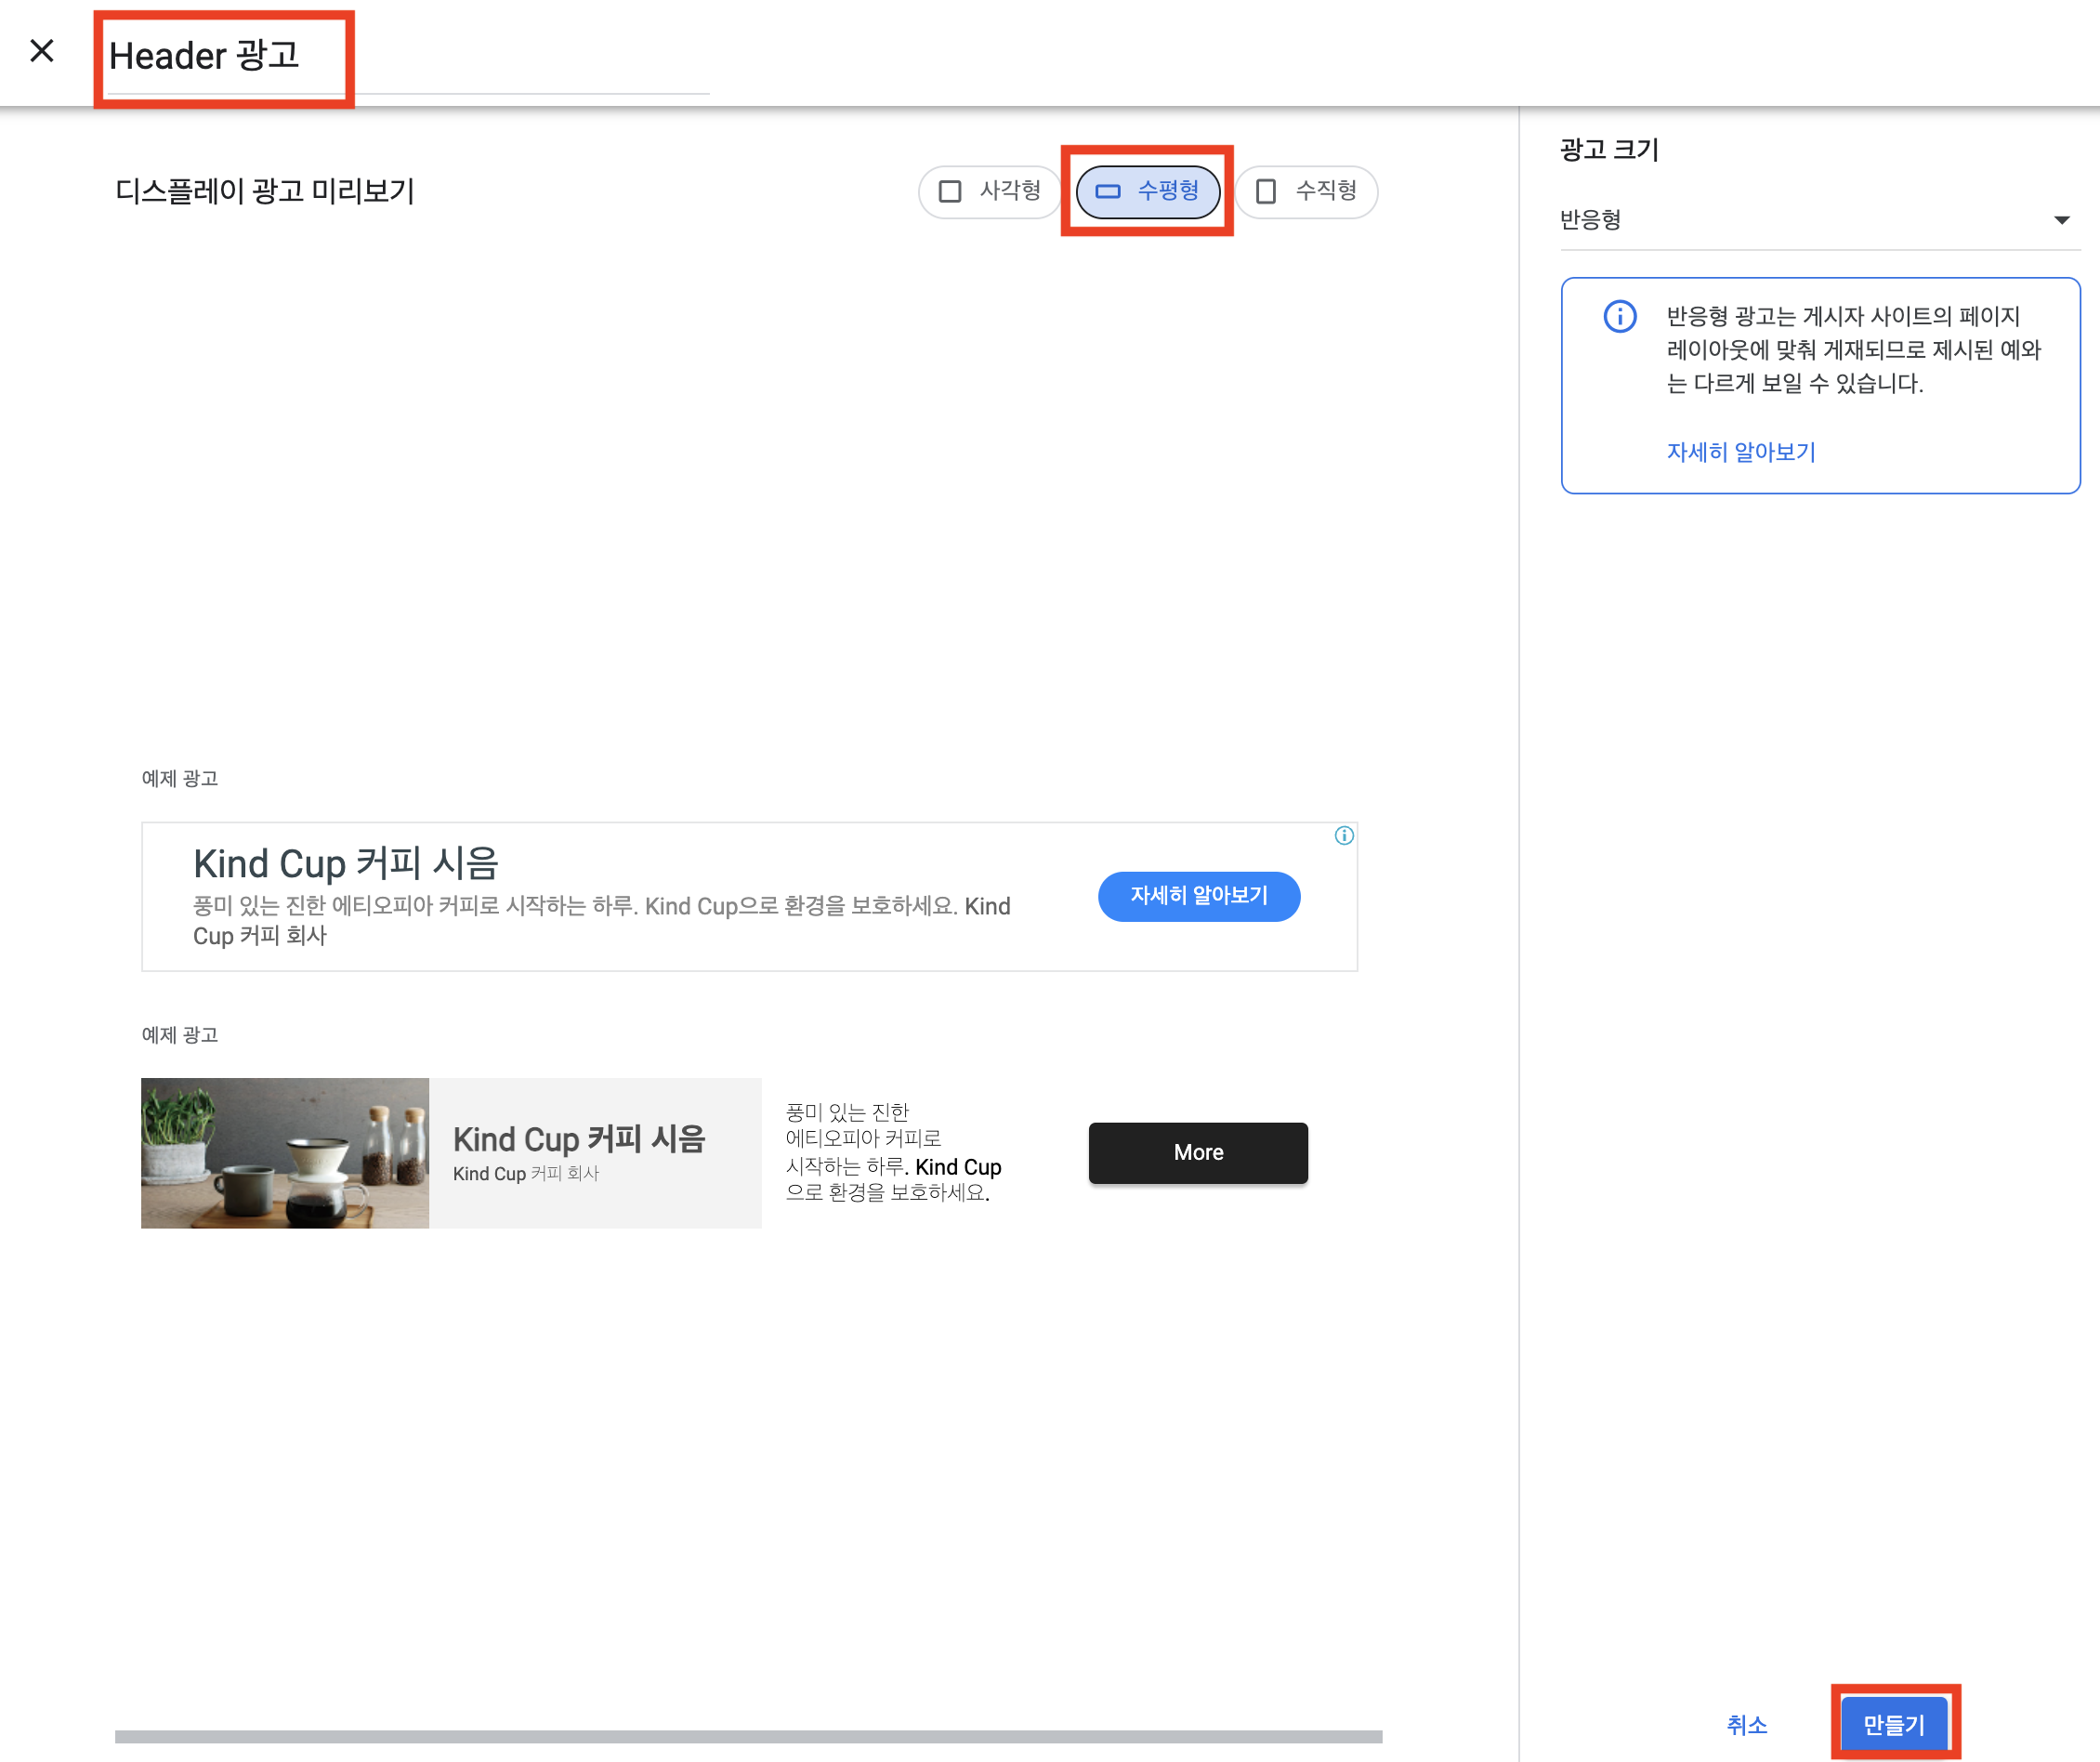 Header 광고
디스플레이 광고 미리보기
사각형
수평형
수직형
광고 크기
반응형
반응형 광고는 게시자 사이트의 페이지
레이아웃에 맞춰 게재되므로 제시된 예와
는 다르게 보일 수 있습니다.
자세히 알아보기
예제 광고
Kind Cup 커피 시음
풍미 있는 진한 에티오피아 커피로 시작하는 하루. Kind Cup으로 환경을 보호하세요. Kind
Cup 커피 회사
자세히 알아보기
예제 광고
Kind Cup 커피 시음
Kind Cup 커피 회사
풍미 있는 진한
에티오피아 커피로
시작하는 하루. Kind Cup
으로 환경을 보호하세요.
More
취소
만들기